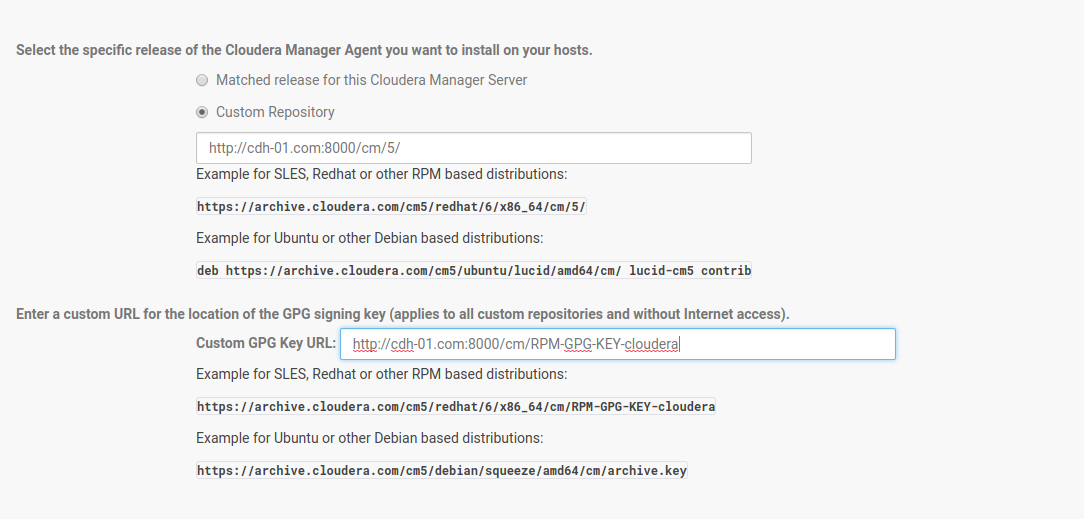 Select the specific release of the Cloudera Manager Agent you want to install on your hosts.
Matched release for this Cloudera Manager Server
Custom Repository
http://cdh-01.com:8000/cm/5/
Example for SLES, Redhat or other RPM based distributions:
https://archive.cloudera.com/cm5/redhat/6/x86_64/cm/5/
Example for Ubuntu or other Debian based distributions:
deb https://archive.cloudera.com/cm5/ubuntu/lucid/amd64/cm/ lucid-cm5 contrib
Enter a custom URL for the location of the GPG signing key (applies to all custom repositories and without Internet access).
Custom GPG Key URL: http://cdh-01.com:8000/cm/RPM-GPG-KEY-cloudera
Example for SLES, Redhat or other RPM based distributions:
https://archive.cloudera.com/cm5/redhat/6/x86_64/cm/RPM-GPG-KEY-cloudera
Example for Ubuntu or other Debian based distributions:
https://archive.cloudera.com/cm5/debian/squeeze/amd64/cm/archive.key